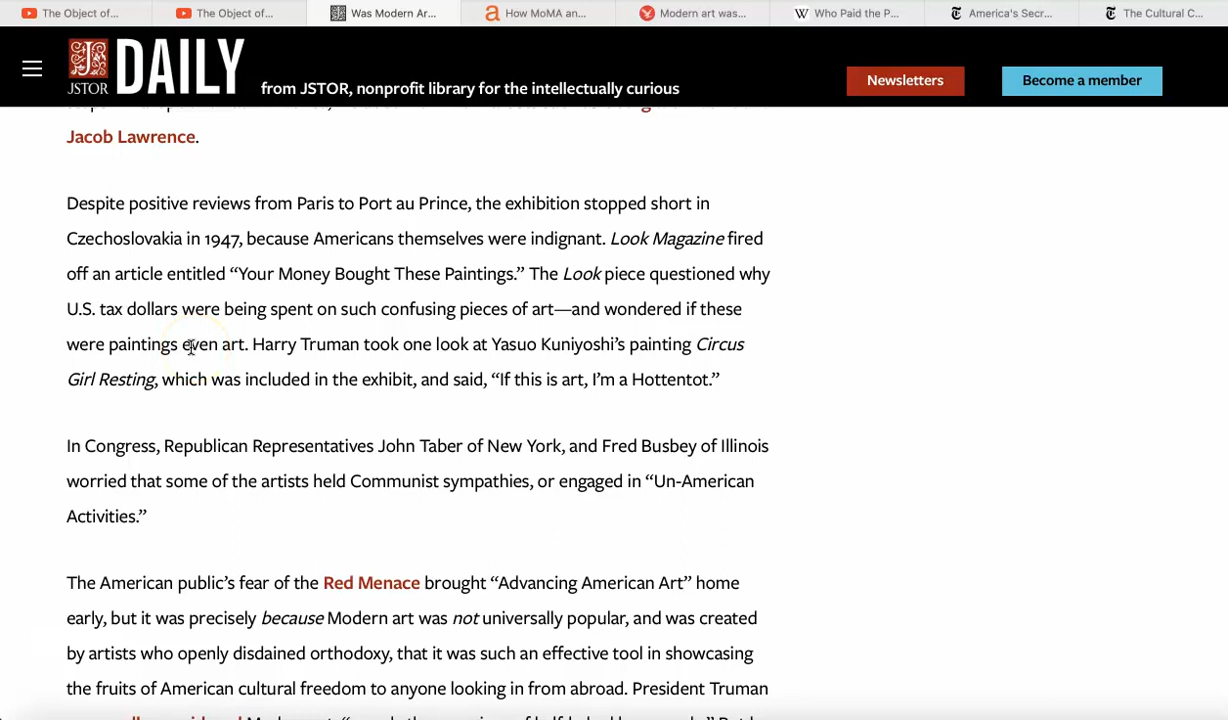 The Object of...
The Object of...
Was Modern Ar...
How MoMA an...
Modern art was...
Who Paid the P...
America's Secr...
The Cultural C...
JSTOR DAILY from JSTOR, nonprofit library for the intellectually curious
Newsletters
Become a member
Jacob Lawrence.
Despite positive reviews from Paris to Port au Prince, the exhibition stopped short in
Czechoslovakia in 1947, because Americans themselves were indignant. Look Magazine fired
off an article entitled “Your Money Bought These Paintings.” The Look piece questioned why
U.S. tax dollars were being spent on such confusing pieces of art—and wondered if these
were paintings even art. Harry Truman took one look at Yasuo Kuniyoshi’s painting Circus
Girl Resting, which was included in the exhibit, and said, “If this is art, I’m a Hottentot.”
In Congress, Republican Representatives John Taber of New York, and Fred Busbey of Illinois
worried that some of the artists held Communist sympathies, or engaged in “Un-American
Activities.”
The American public’s fear of the Red Menace brought “Advancing American Art” home
early, but it was precisely because Modern art was not universally popular, and was created
by artists who openly disdained orthodoxy, that it was such an effective tool in showcasing
the fruits of American cultural freedom to anyone looking in from abroad. President Truman